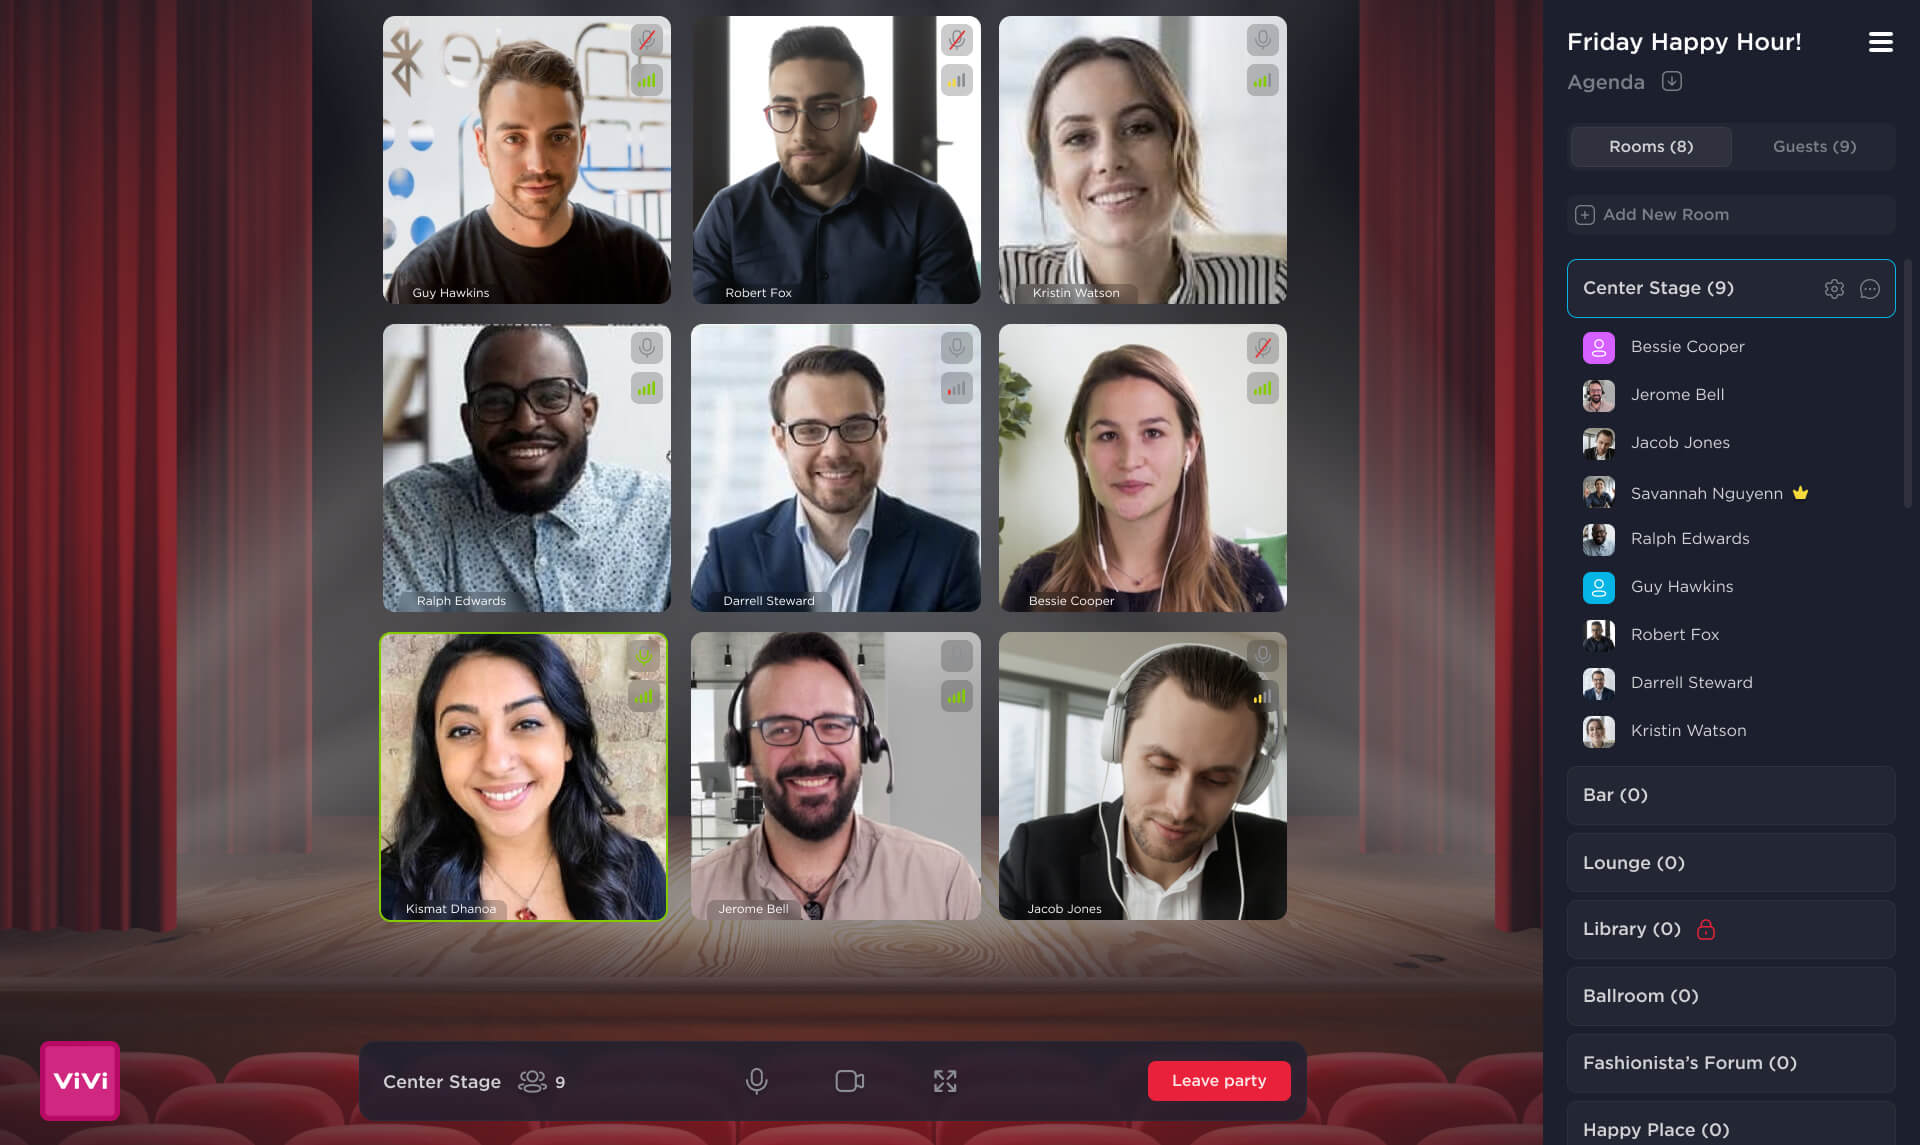 Guy Hawkins
Robert Fox
Kristin Watson
Ralph Edwards
Darrell Steward
Bessie Cooper
Kismat Dhanoa
Jerome Bell
Jacob Jones
ViVi
Center Stage
9
Leave party
Friday Happy Hour!
Agenda
Rooms (8)
Guests (9)
Add New Room
Center Stage (9)
Bessie Cooper
Jerome Bell
Jacob Jones
Savannah Nguyenn
Ralph Edwards
Guy Hawkins
Robert Fox
Darrell Steward
Kristin Watson
Bar (0)
Lounge (0)
Library (0)
Ballroom (0)
Fashionista’s Forum (0)
Happy Place (0)